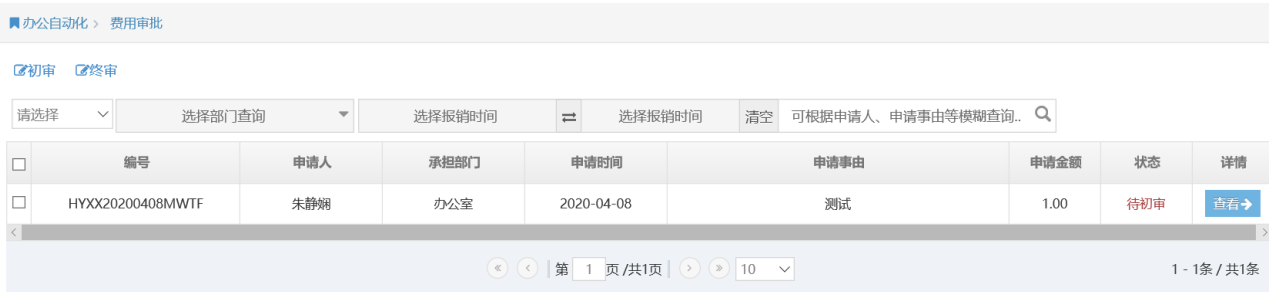 办公自动化 > 费用审批
初审 终审
请选择 选择部门查询 选择报销时间 选择报销时间 清空 可根据申请人、申请事由等模糊查询..
编号 申请人 承担部门 申请时间 申请事由 申请金额 状态 详情
HYXX20200408MWTF 朱静娴 办公室 2020-04-08 测试 1.00 待初审 查看
第 1 页/共1页 10 1 - 1条 / 共1条